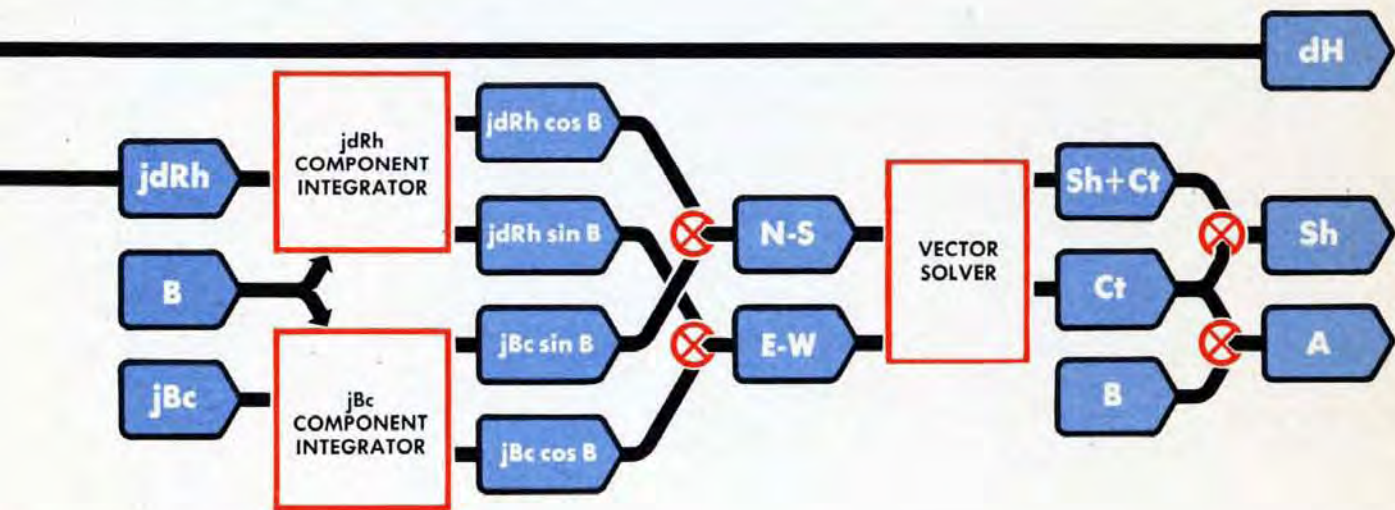 dH
jdRh
B
jBc
jdRh
COMPONENT
INTEGRATOR
jBc
COMPONENT
INTEGRATOR
jdRh cos B
jdRh sin B
jBc sin B
jBc cos B
N-S
E-W
VECTOR
SOLVER
Sh+Ct
Ct
B
Sh
A